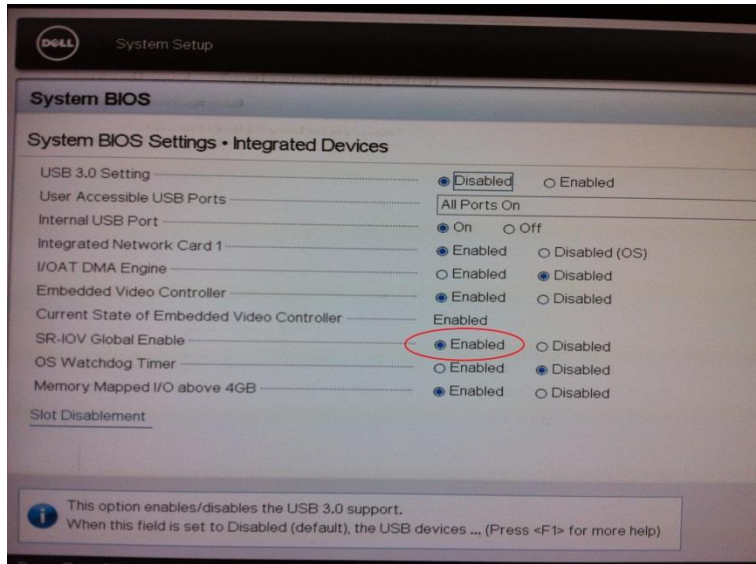 DELL System Setup
System BIOS
System BIOS Settings • Integrated Devices
USB 3.0 Setting Disabled Enabled
User Accessible USB Ports All Ports On
Internal USB Port On Off
Integrated Network Card 1 Enabled Disabled (OS)
I/OAT DMA Engine Enabled Disabled
Embedded Video Controller Enabled Disabled
Current State of Embedded Video Controller Enabled
SR-IOV Global Enable Enabled Disabled
OS Watchdog Timer Enabled Disabled
Memory Mapped I/O above 4GB Enabled Disabled
Slot Disablement
This option enables/disables the USB 3.0 support.
When this field is set to Disabled (default), the USB devices ... (Press <F1> for more help)